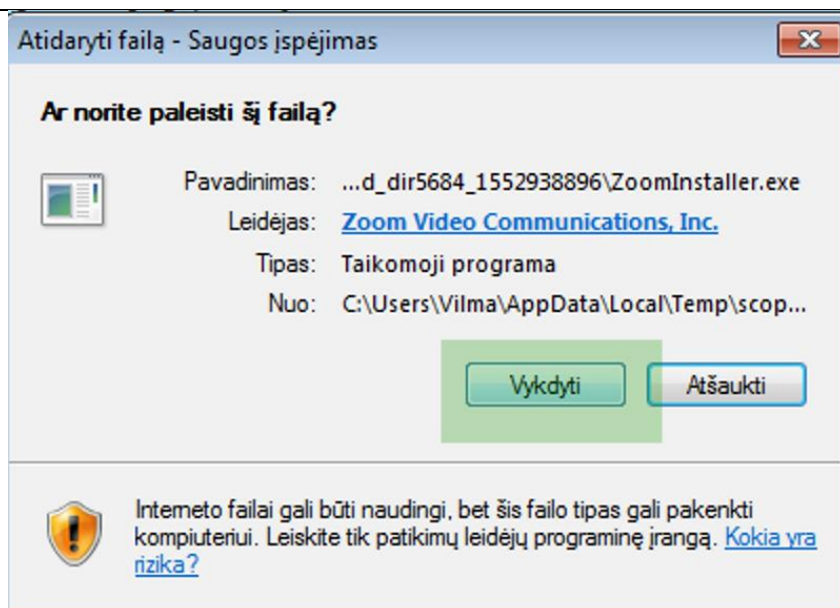 Atidaryti failą - Saugos įspėjimas
Ar norite paleisti šį failą?
Pavadinimas: ...d_dir5684_1552938896\ZoomInstaller.exe
Leidėjas: Zoom Video Communications, Inc.
Tipas: Taikomoji programa
Nuo: C:\Users\Vilma\AppData\Local\Temp\scop...
Vykdyti Atšaukti
Interneto failai gali būti naudingi, bet šis failo tipas gali pakenkti
kompiuteriui. Leiskite tik patikimų leidėjų programinę įrangą. Kokia yra
rizika?